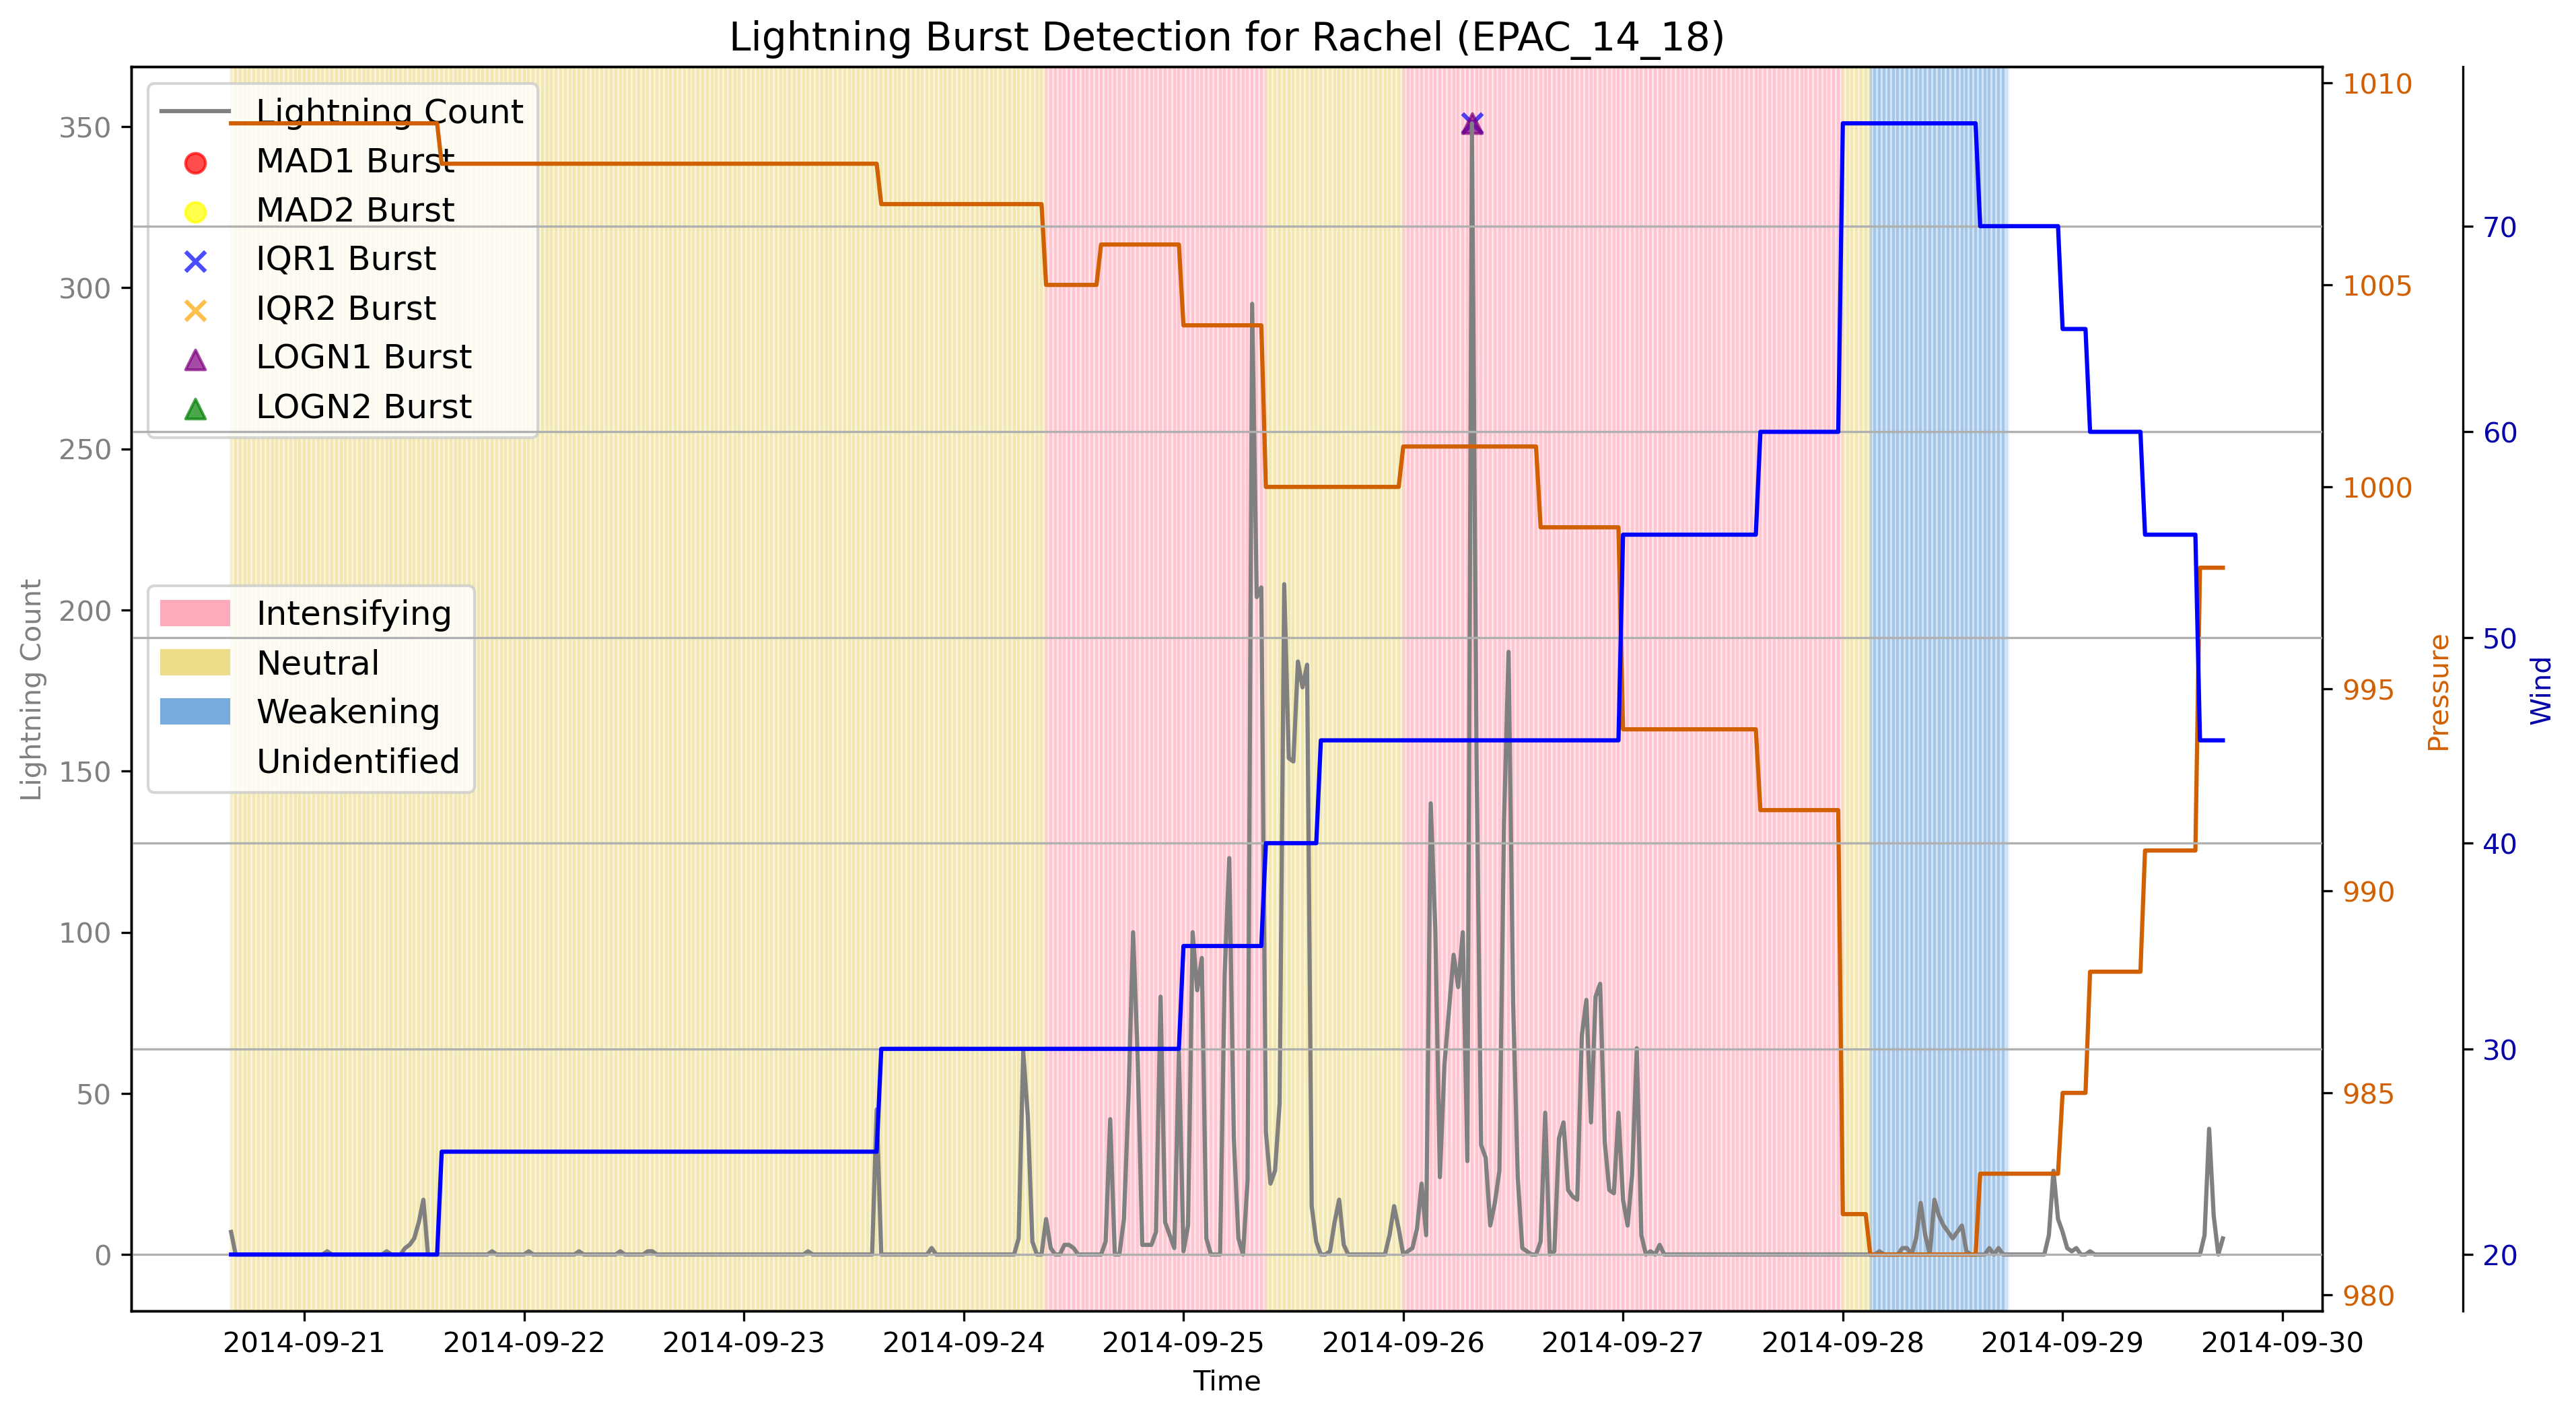 Lightning Burst Detection for Rachel (EPAC_14_18)
Lightning Count
MAD1 Burst
MAD2 Burst
IQR1 Burst
IQR2 Burst
LOGN1 Burst
LOGN2 Burst
Intensifying
Neutral
Weakening
Unidentified
Lightning Count
350
300
250
200
150
100
50
0
1010
1005
1000
995
990
985
980
Pressure
70
60
50
40
30
20
Wind
2014-09-21 2014-09-22 2014-09-23 2014-09-24 2014-09-25 2014-09-26 2014-09-27 2014-09-28 2014-09-29 2014-09-30
Time